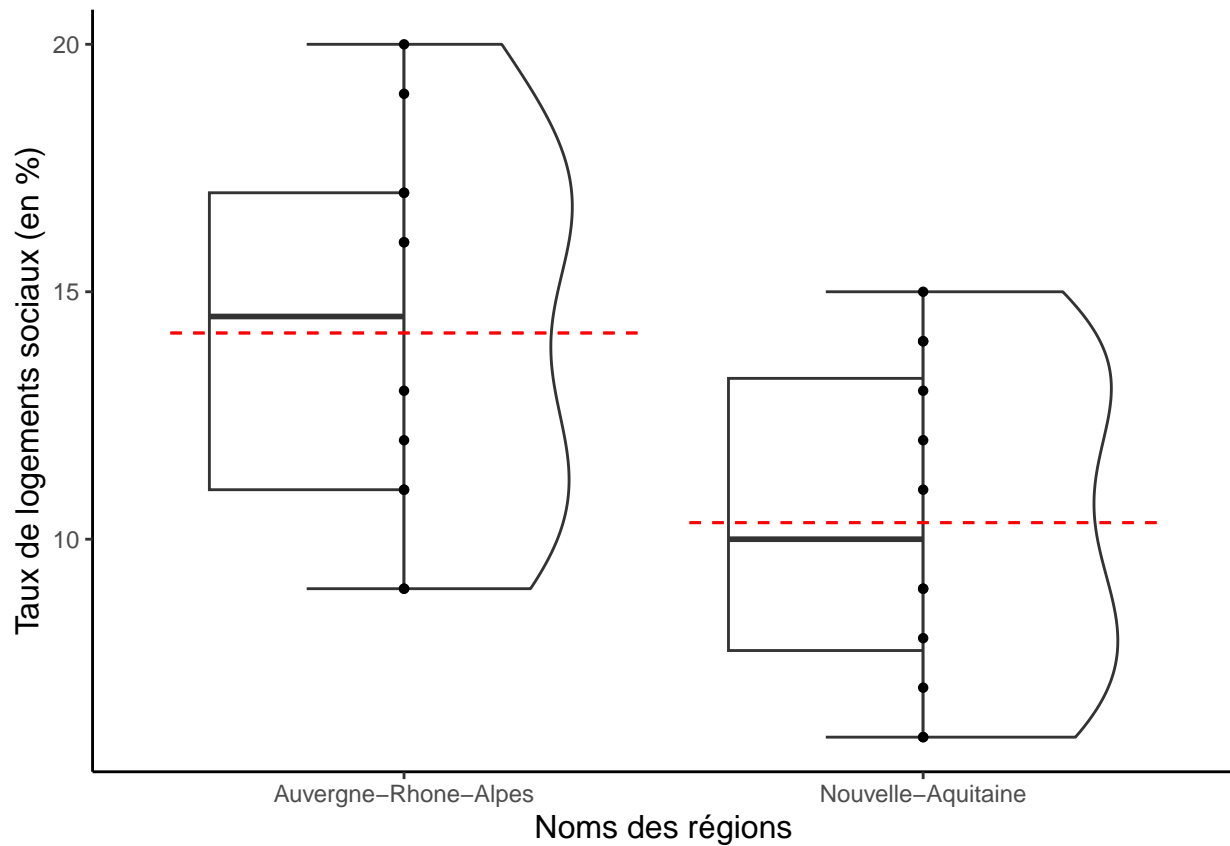 Taux de logements sociaux (en %)
20
15
10
Auvergne−Rhone−Alpes
Nouvelle−Aquitaine
Noms des régions